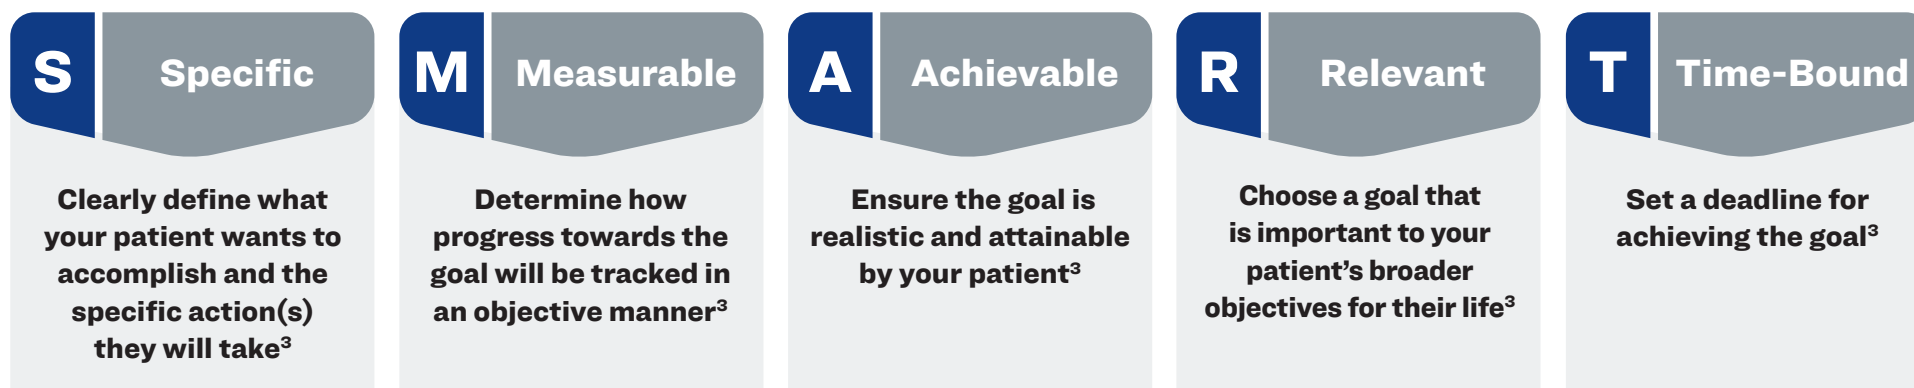 S Specific
Clearly define what
your patient wants to
accomplish and the
specific action(s)
they will take³
M Measurable
Determine how
progress towards the
goal will be tracked in
an objective manner³
A Achievable
Ensure the goal is
realistic and attainable
by your patient³
R Relevant
Choose a goal that
is important to your
patient’s broader
objectives for their life³
T Time-Bound
Set a deadline for
achieving the goal³